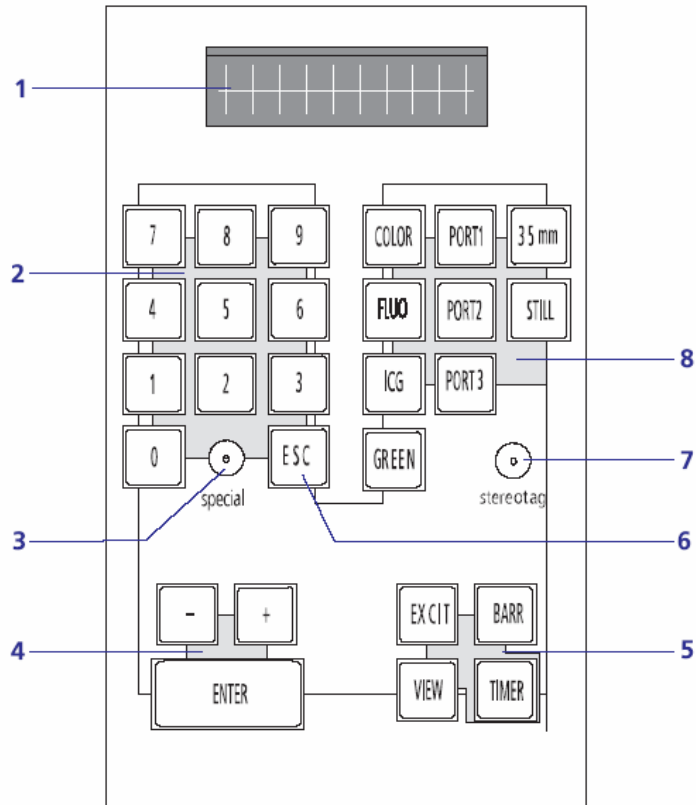 1
7 8 9 COLOR PORT1 35 mm
2
4 5 6 FLUO PORT2 STILL
8
1 2 3 ICG PORT3
0 ESC GREEN
7
special stereotag
3 6
- + EXCIT BARR
4 5
ENTER VIEW TIMER